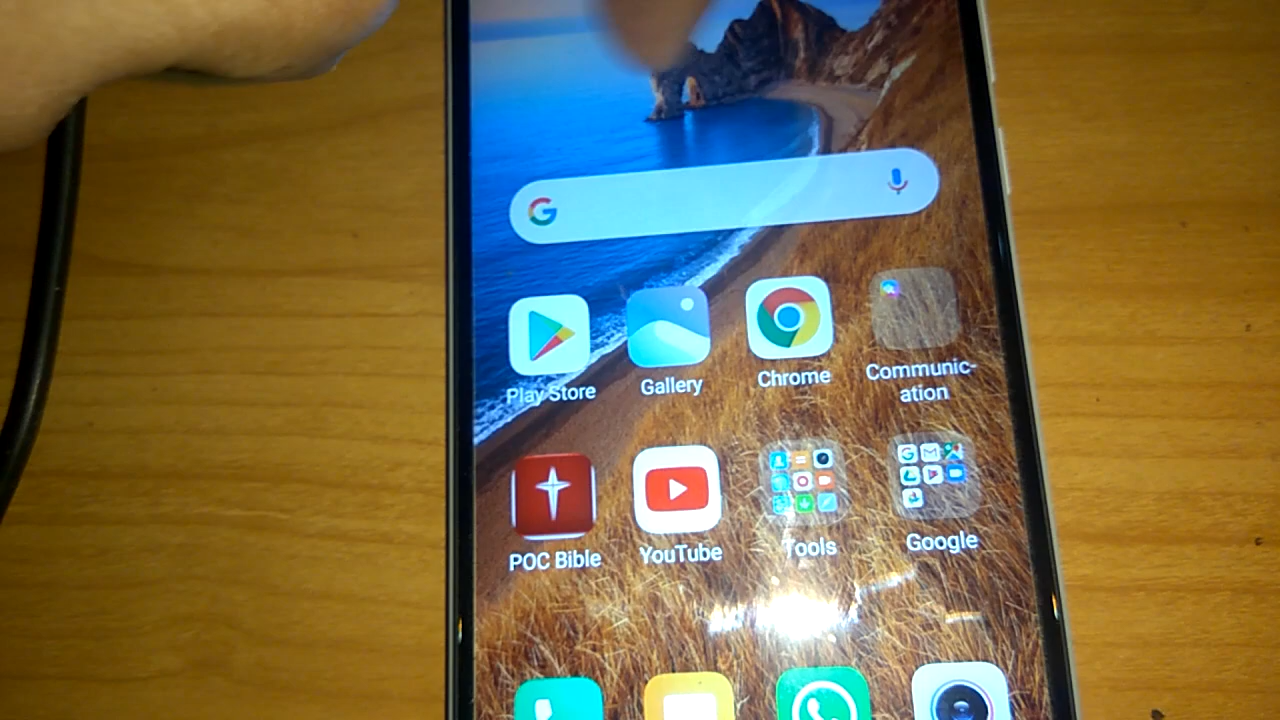 Play Store
Gallery
Chrome
Communic-
ation
POC Bible
YouTube
Tools
Google